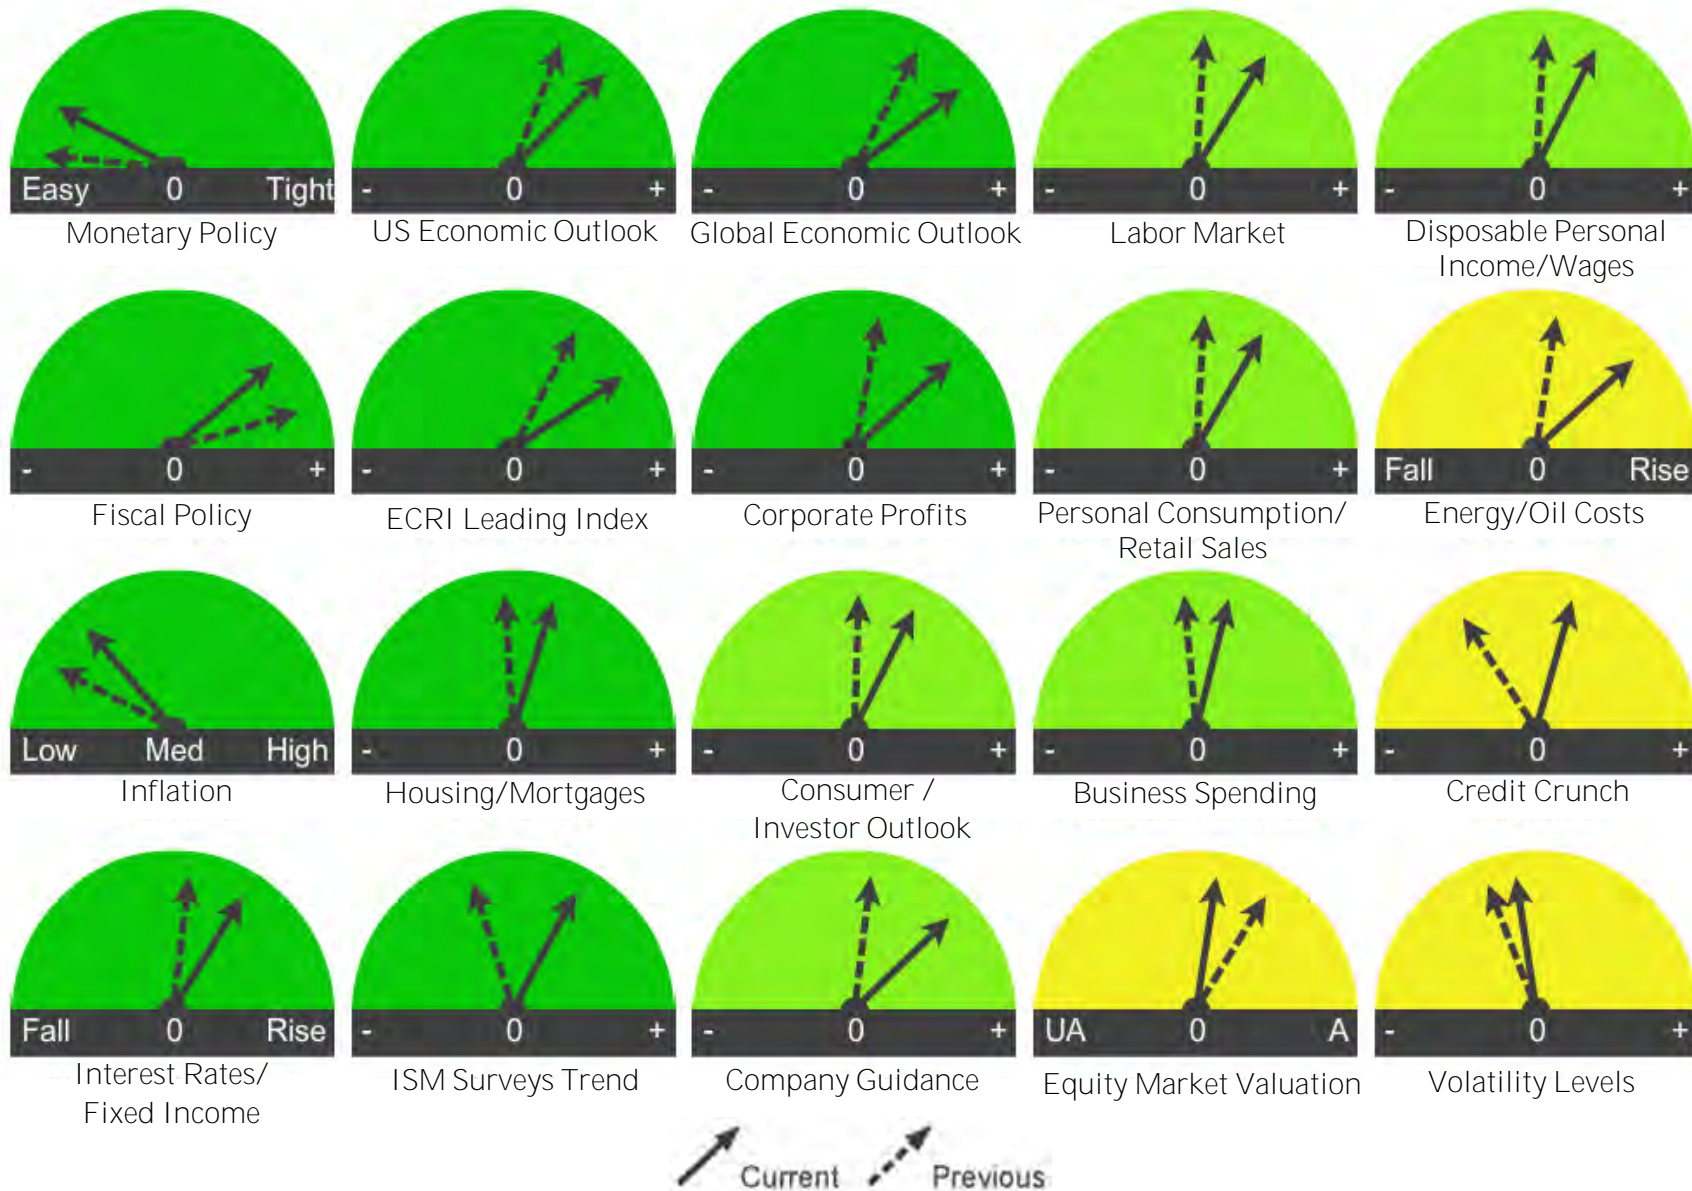 Easy 0 Tight
- 0 +
- 0 +
- 0 +
- 0 +
Monetary Policy
US Economic Outlook
Global Economic Outlook
Labor Market
Disposable Personal
Income/Wages
- 0 +
- 0 +
- 0 +
- 0 +
Fall 0 Rise
Fiscal Policy
ECRI Leading Index
Corporate Profits
Personal Consumption/
Retail Sales
Energy/Oil Costs
Low Med High
- 0 +
- 0 +
- 0 +
- 0 +
Inflation
Housing/Mortgages
Consumer /
Investor Outlook
Business Spending
Credit Crunch
Fall 0 Rise
- 0 +
- 0 +
UA 0 A
- 0 +
Interest Rates/
Fixed Income
ISM Surveys Trend
Company Guidance
Equity Market Valuation
Volatility Levels
Current
Previous